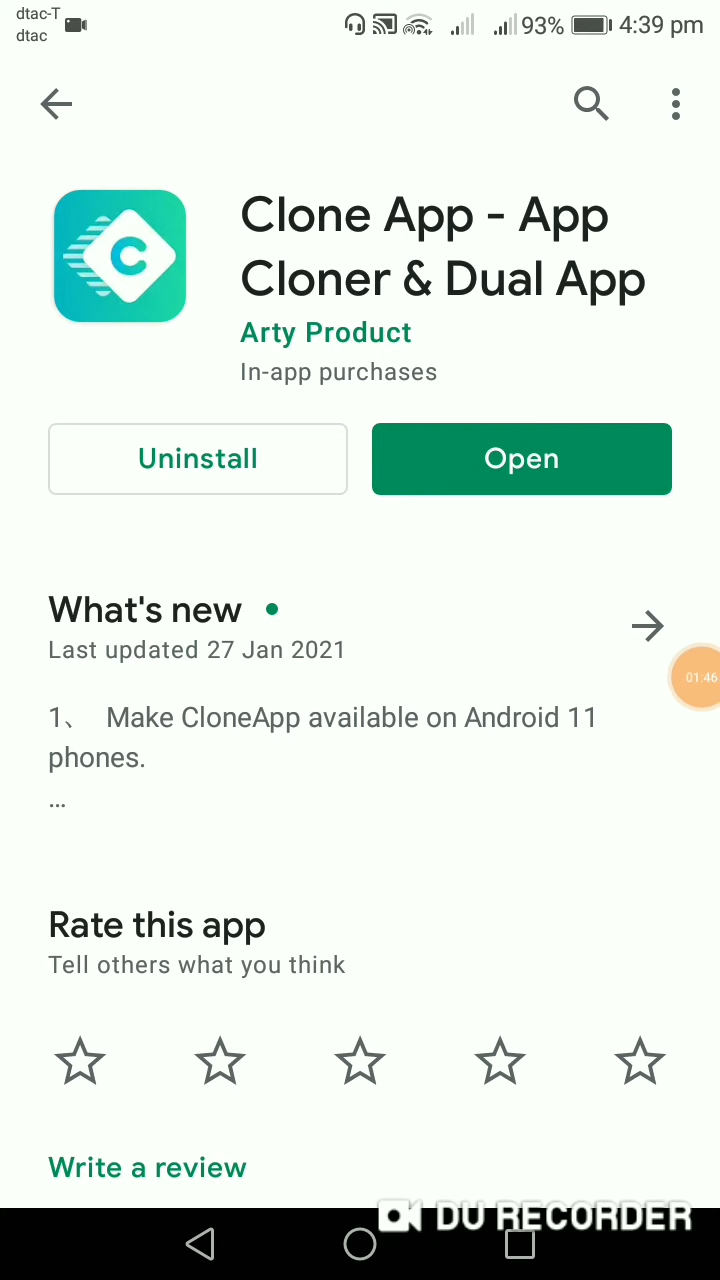 dtac-T
dtac
93%
4:39 pm
Clone App - App
Cloner & Dual App
Arty Product
In-app purchases
Uninstall
Open
What's new
Last updated 27 Jan 2021
01:46
1、 Make CloneApp available on Android 11
phones.
…
Rate this app
Tell others what you think
Write a review
DU RECORDER